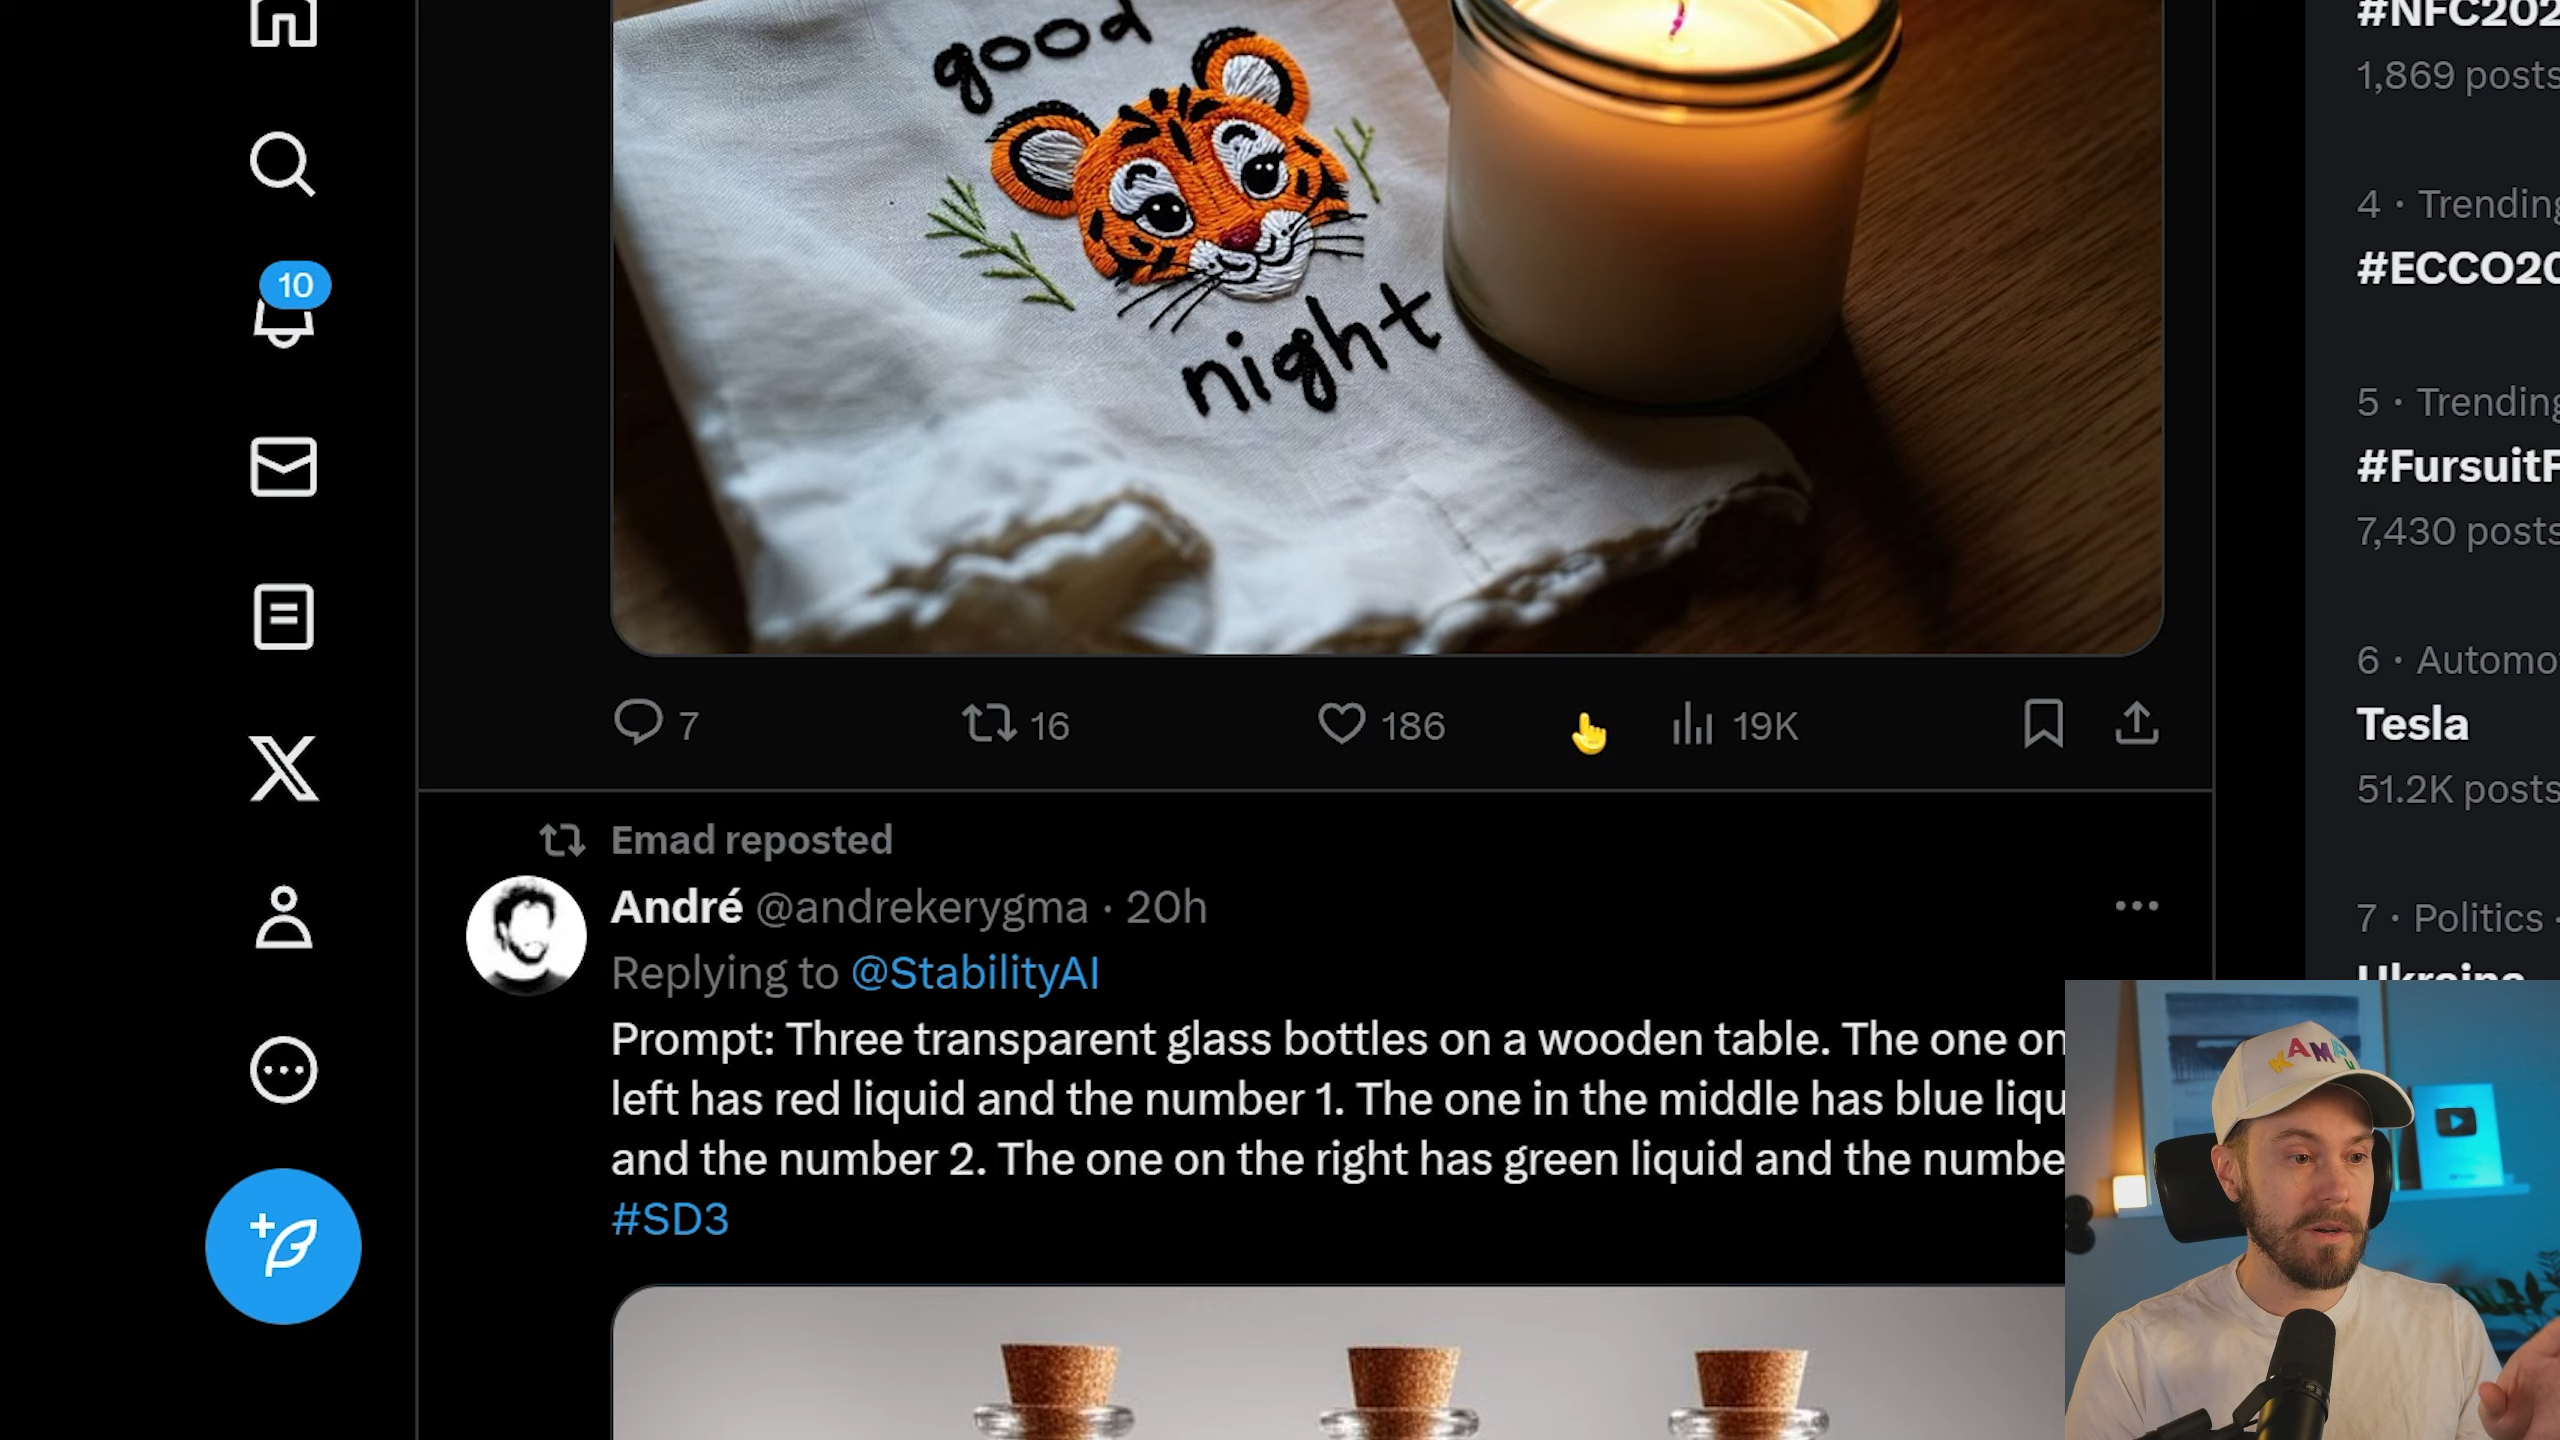 good
night
10
7 16 186 19K
Emad reposted
André @andrekerygma · 20h
Replying to @StabilityAI
Prompt: Three transparent glass bottles on a wooden table. The one on
left has red liquid and the number 1. The one in the middle has blue liqu
and the number 2. The one on the right has green liquid and the numbe
#SD3
#NFC202
1,869 posts
4 · Trending
#ECCO20
5 · Trending
#FursuitF
7,430 posts
6 · Automo
Tesla
51.2K posts
7 · Politics ·
Ukraine
KAMPU